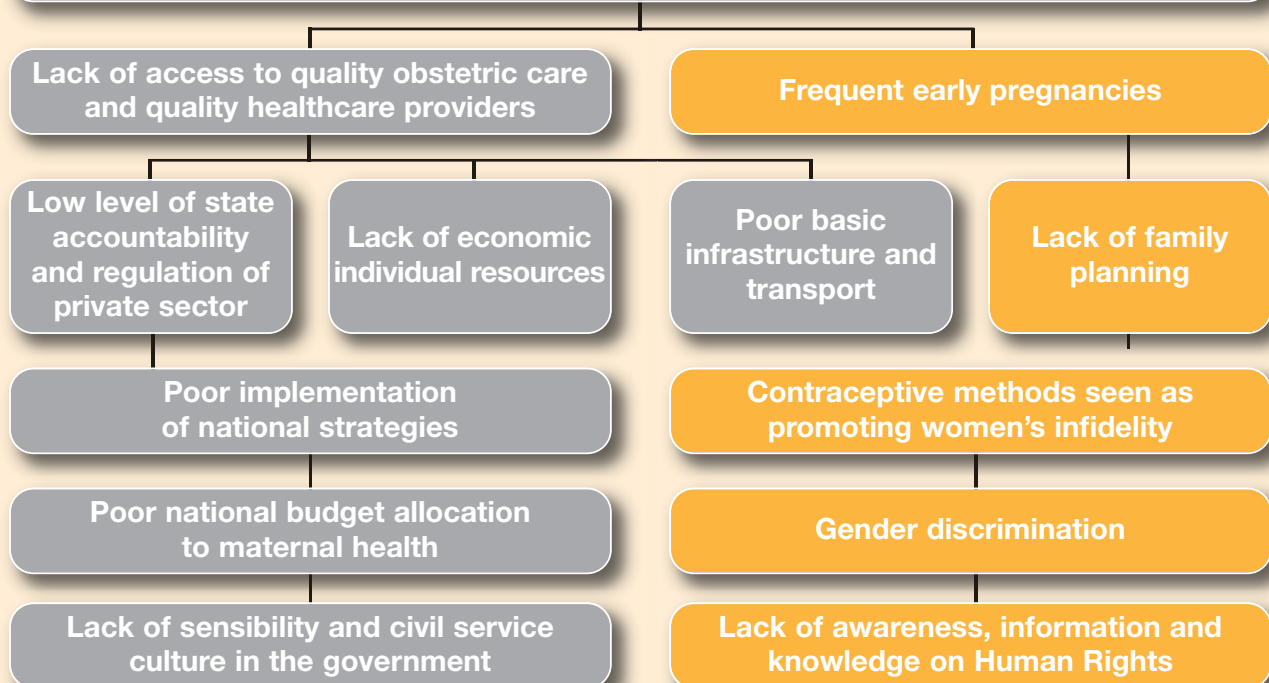 Lack of access to quality obstetric care
and quality healthcare providers
Frequent early pregnancies
Low level of state
accountability
and regulation of
private sector
Lack of economic
individual resources
Poor basic
infrastructure and
transport
Lack of family
planning
Poor implementation
of national strategies
Contraceptive methods seen as
promoting women’s infidelity
Poor national budget allocation
to maternal health
Gender discrimination
Lack of sensibility and civil service
culture in the government
Lack of awareness, information and
knowledge on Human Rights